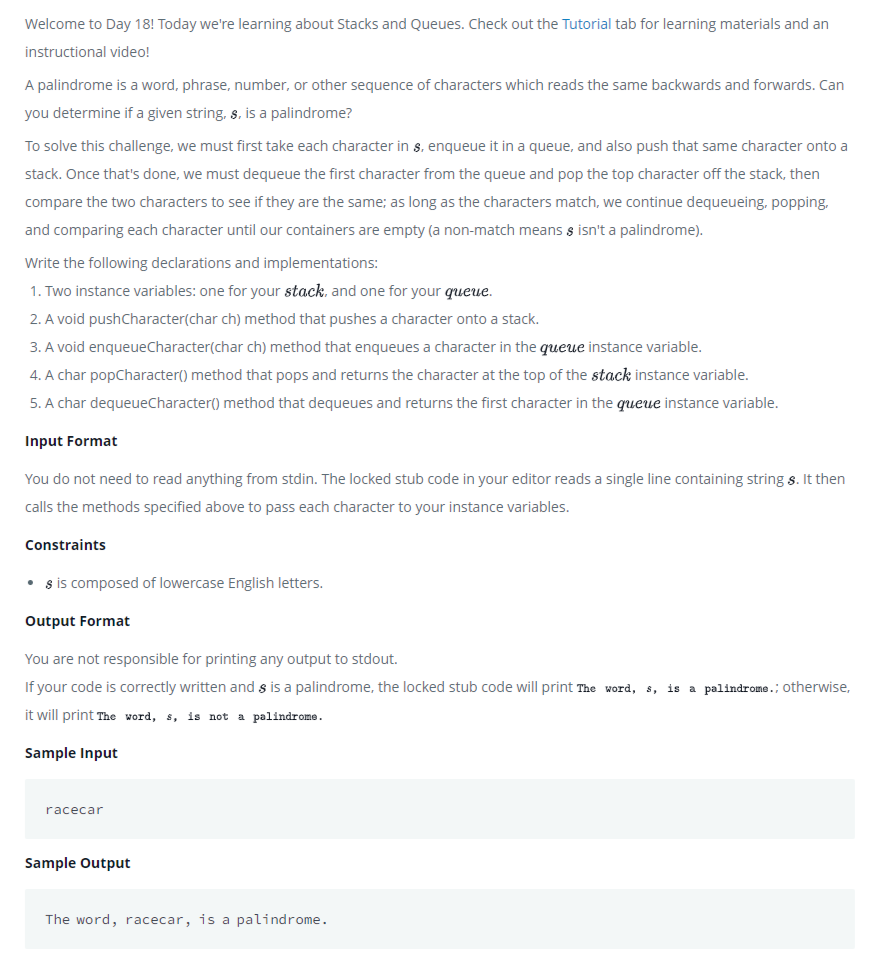 Welcome to Day 18! Today we're learning about Stacks and Queues. Check out the Tutorial tab for learning materials and an
instructional video!
A palindrome is a word, phrase, number, or other sequence of characters which reads the same backwards and forwards. Can
you determine if a given string, s, is a palindrome?
To solve this challenge, we must first take each character in s, enqueue it in a queue, and also push that same character onto a
stack. Once that's done, we must dequeue the first character from the queue and pop the top character off the stack, then
compare the two characters to see if they are the same; as long as the characters match, we continue dequeueing, popping,
and comparing each character until our containers are empty (a non-match means s isn't a palindrome).
Write the following declarations and implementations:
1. Two instance variables: one for your stack, and one for your queue.
2. A void pushCharacter(char ch) method that pushes a character onto a stack.
3. A void enqueueCharacter(char ch) method that enqueues a character in the queue instance variable.
4. A char popCharacter() method that pops and returns the character at the top of the stack instance variable.
5. A char dequeueCharacter() method that dequeues and returns the first character in the queue instance variable.
Input Format
You do not need to read anything from stdin. The locked stub code in your editor reads a single line containing string s. It then
calls the methods specified above to pass each character to your instance variables.
Constraints
• s is composed of lowercase English letters.
Output Format
You are not responsible for printing any output to stdout.
If your code is correctly written and s is a palindrome, the locked stub code will print The word, s, is a palindrome.; otherwise,
it will print The word, s, is not a palindrome.
Sample Input
racecar
Sample Output
The word, racecar, is a palindrome.